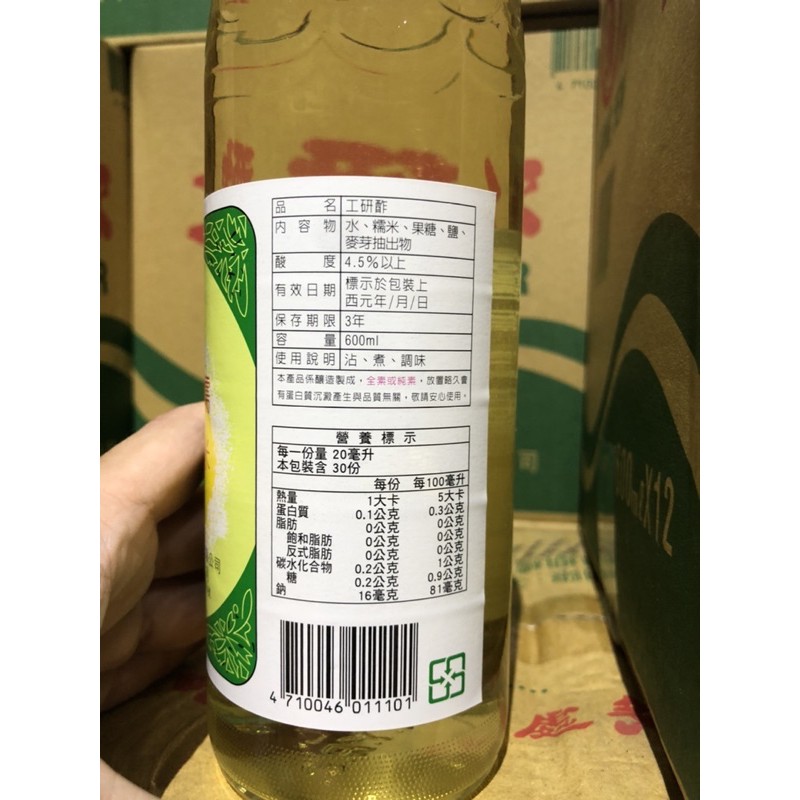 品名 工研酢
內容物 水、糯米、果糖、鹽、
麥芽抽出物
酸度 4.5%以上
有效日期 標示於包裝上
西元年/月/日
保存期限 3年
容量 600ml
使用說明 沾、煮、調味
本產品係釀造製成，全素或純素，放置略久會
有蛋白質沉澱產生與品質無關，敬請安心使用。
營養標示
每一份量 20毫升
本包裝含 30份
每份 每100毫升
熱量 1大卡 5大卡
蛋白質 0.1公克 0.3公克
脂肪 0公克 0公克
飽和脂肪 0公克 0公克
反式脂肪 0公克 0公克
碳水化合物 0.2公克 1公克
糖 0.2公克 0.9公克
鈉 16毫克 81毫克
4 710046 011101
公司
600mlX12
司